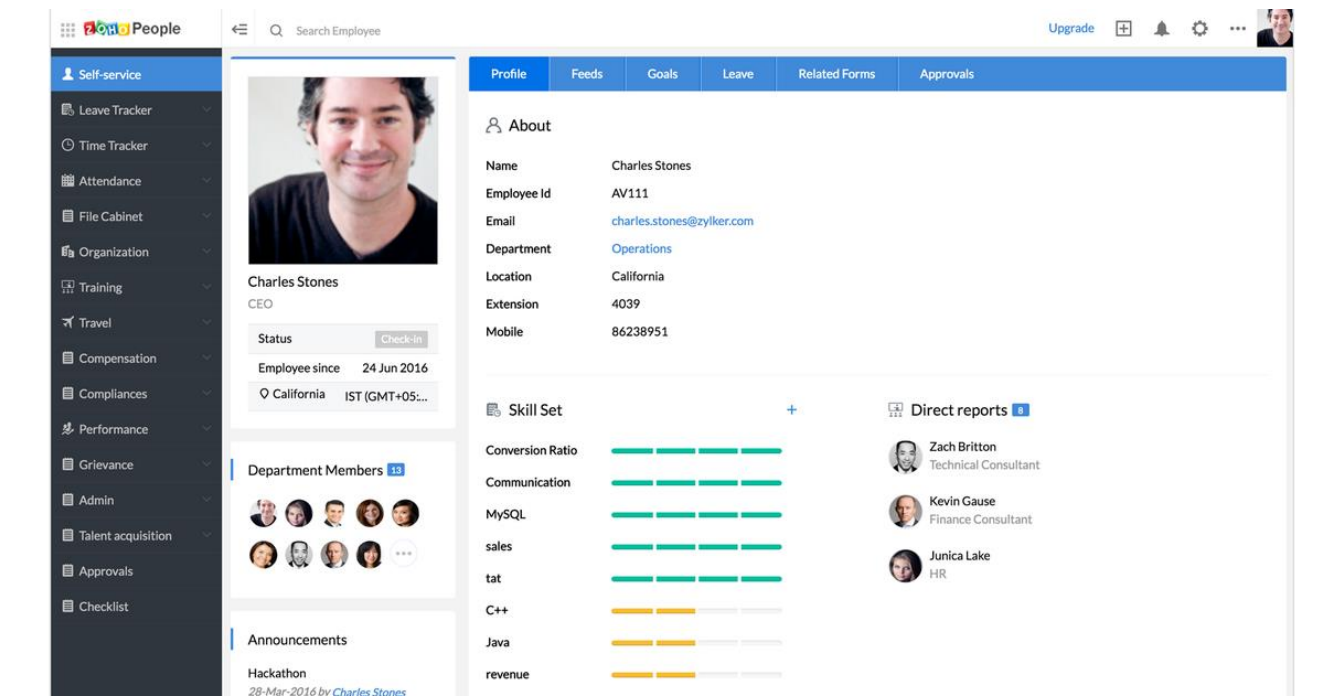 ZOHO People
Search Employee
Upgrade
Self-service
Leave Tracker
Time Tracker
Attendance
File Cabinet
Organization
Training
Travel
Compensation
Compliances
Performance
Grievance
Admin
Talent acquisition
Approvals
Checklist
Charles Stones
CEO
Status Check-in
Employee since 24 Jun 2016
California IST (GMT+05:...
Department Members 13
Announcements
Hackathon
28-Mar-2016 by Charles Stones
Profile Feeds Goals Leave Related Forms Approvals
About
Name Charles Stones
Employee Id AV111
Email charles.stones@zylker.com
Department Operations
Location California
Extension 4039
Mobile 86238951
Skill Set +
Conversion Ratio
Communication
MySQL
sales
tat
C++
Java
revenue
Direct reports 8
Zach Britton
Technical Consultant
Kevin Gause
Finance Consultant
Junica Lake
HR